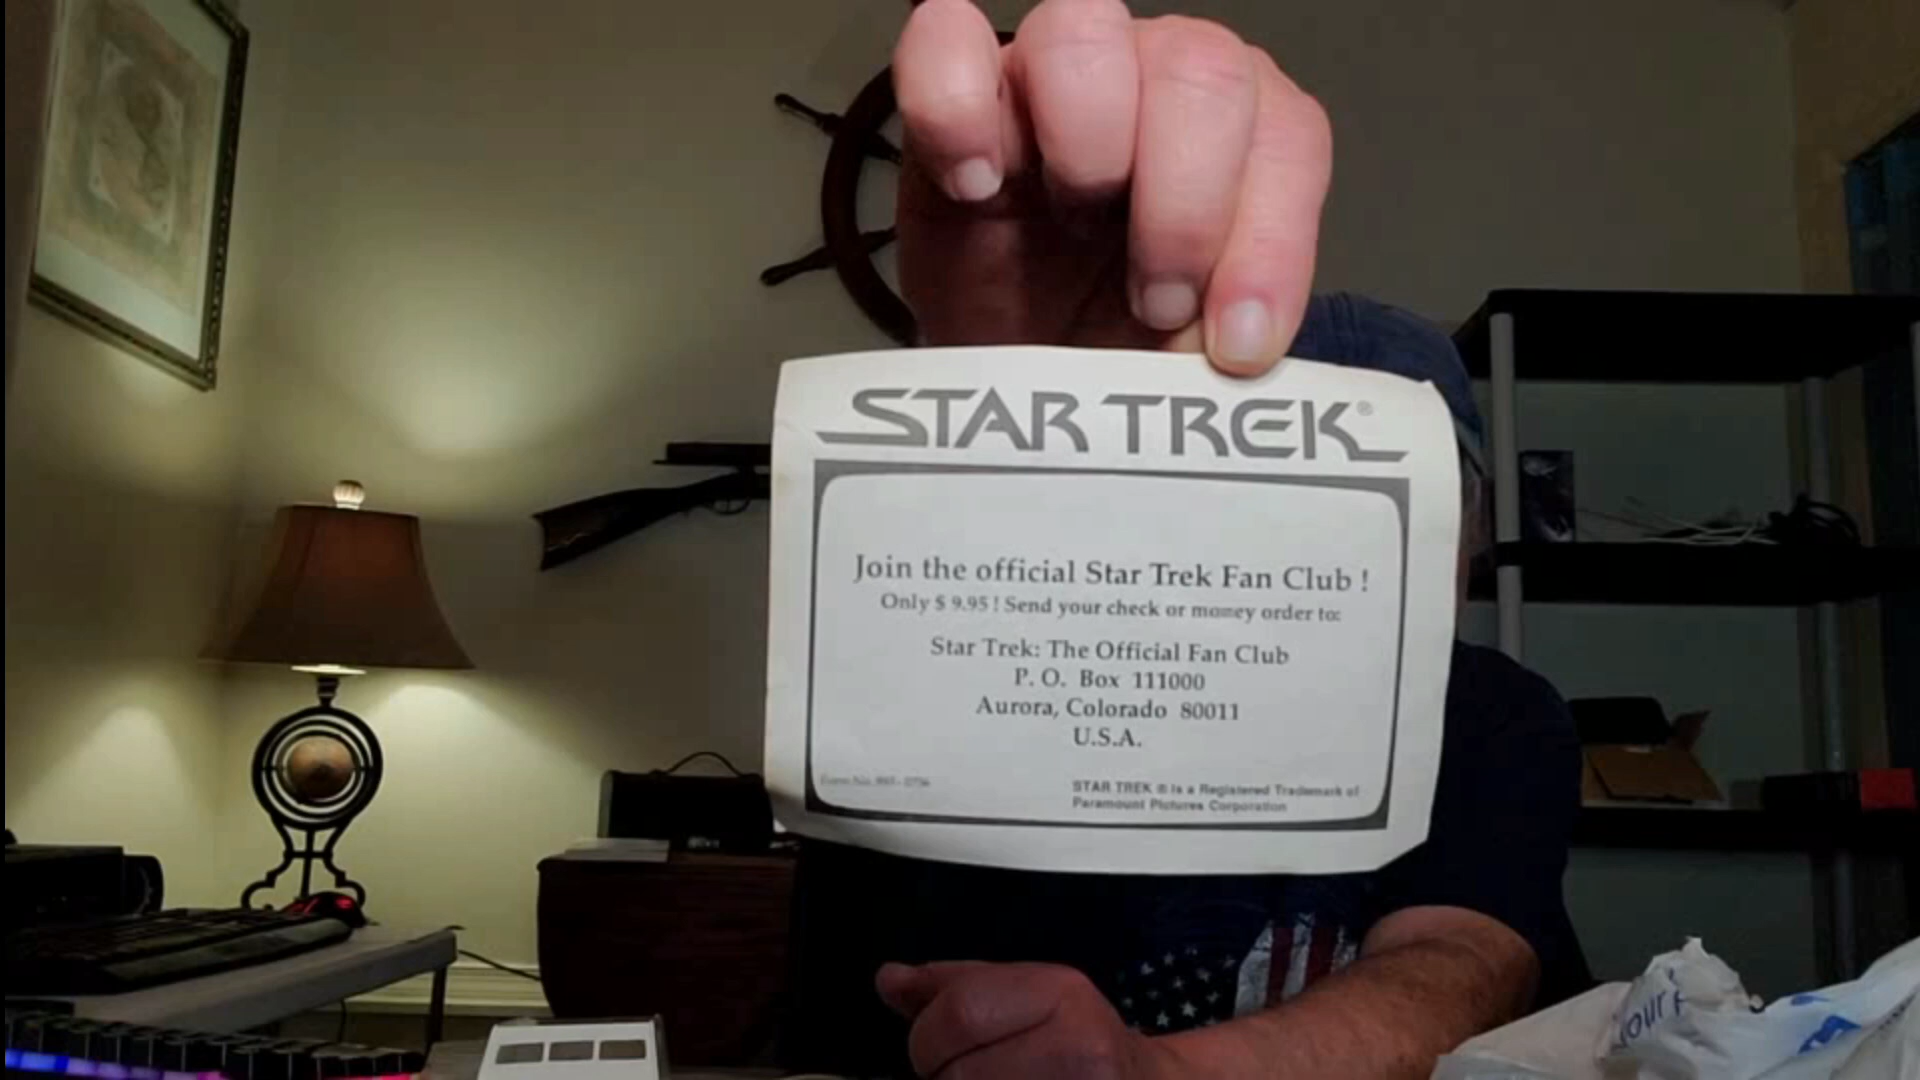 STAR TREK®
Join the official Star Trek Fan Club !
Only $ 9.95 ! Send your check or money order to:
Star Trek: The Official Fan Club
P. O. Box 111000
Aurora, Colorado 80011
U.S.A.
Form No.
STAR TREK ® is a Registered Trademark of
Paramount Pictures Corporation